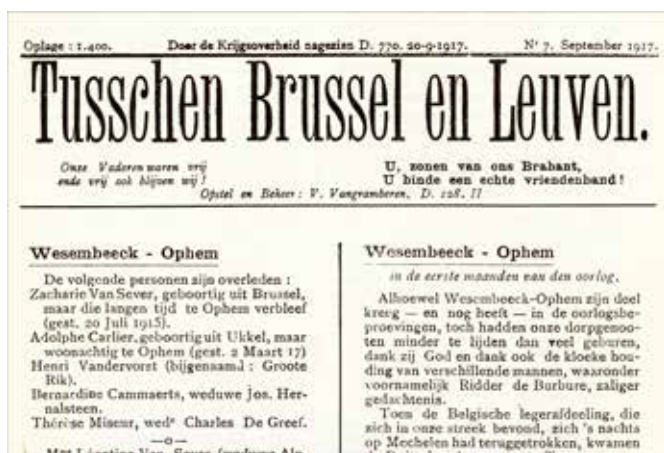 Oplage : 1.400. Door de Krijgsoverheid nagezien D. 770. 20-9-1917. Nr 7. September 1917.
Tusschen Brussel en Leuven.
Onze Vaderen waren vrij
ende vrij ook blijven wij !
U, zonen van ons Brabant,
U binde een echte vriendenband !
Opstel en Beheer : V. Vangramberen, D. 128. II
Wesembeeck - Ophem
De volgende personen zijn overleden :
Zacharie Van Sever, geboortig uit Brussel,
maar die langen tijd te Ophem verbleef
(gest. 20 Juli 1915).
Adolphe Carlier, geboortig uit Ukkel, maar
woonachtig te Ophem (gest. 2 Maart 17)
Henri Vandervorst (bijgenaamd : Groote
Rik).
Bernardine Cammaerts, weduwe Jos. Her-
nalsteen.
Thérèse Miseur, wede Charles De Greef.
—o—
Wesembeeck - Ophem
in de eerste maanden van den oorlog.
Alhoewel Wesembeeck-Ophem zijn deel
kreeg — en nog heeft — in de oorlogsbe-
proevingen, toch hadden onze dorpgenoo-
ten minder te lijden dan veel geburen,
dank zij God en dank ook de kloeke hou-
ding van verschillende mannen, waaronder
voornamelijk Ridder de Burbure, zaliger
gedachtenis.
Toen de Belgische legerafdeeling, die
zich in onze streek bevond, zich 's nachts
op Mechelen had teruggetrokken, kwamen